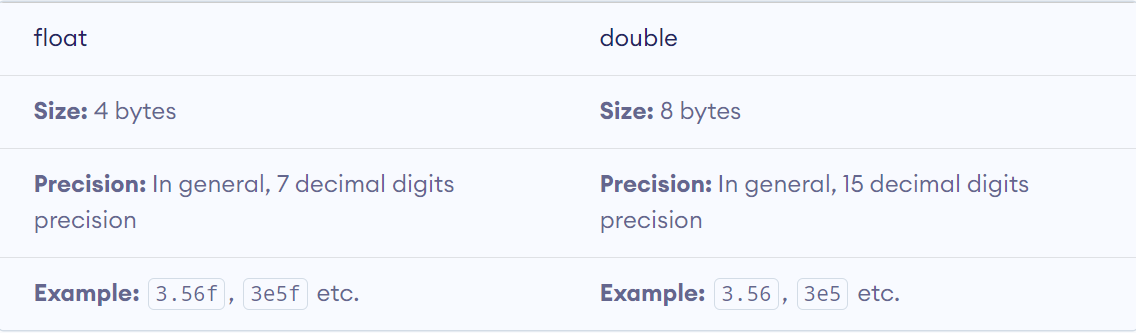 float
double
Size: 4 bytes
Size: 8 bytes
Precision: In general, 7 decimal digits
precision
Precision: In general, 15 decimal digits
precision
Example: 3.56f, 3e5f etc.
Example: 3.56, 3e5 etc.